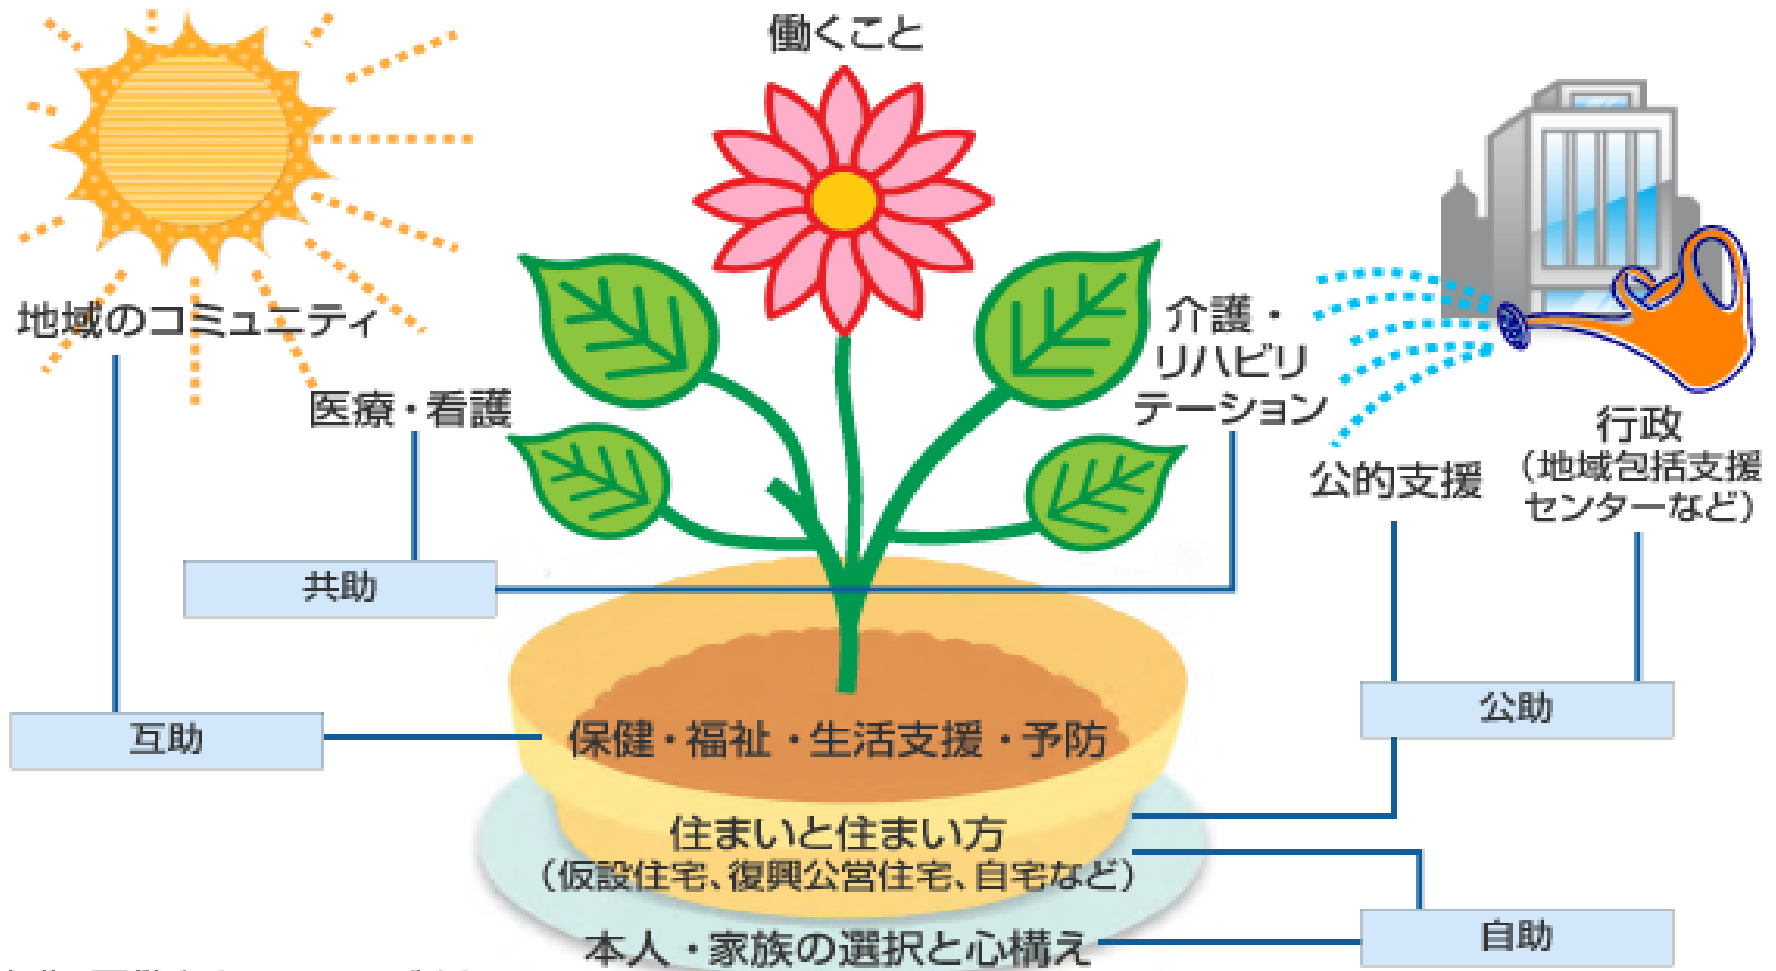 働くこと
地域のコミュニティ
医療・看護
介護・
リハビリ
テーション
公的支援
行政
(地域包括支援
センターなど)
共助
互助
公助
保健・福祉・生活支援・予防
住まいと住まい方
(仮設住宅、復興公営住宅、自宅など)
本人・家族の選択と心構え
自助